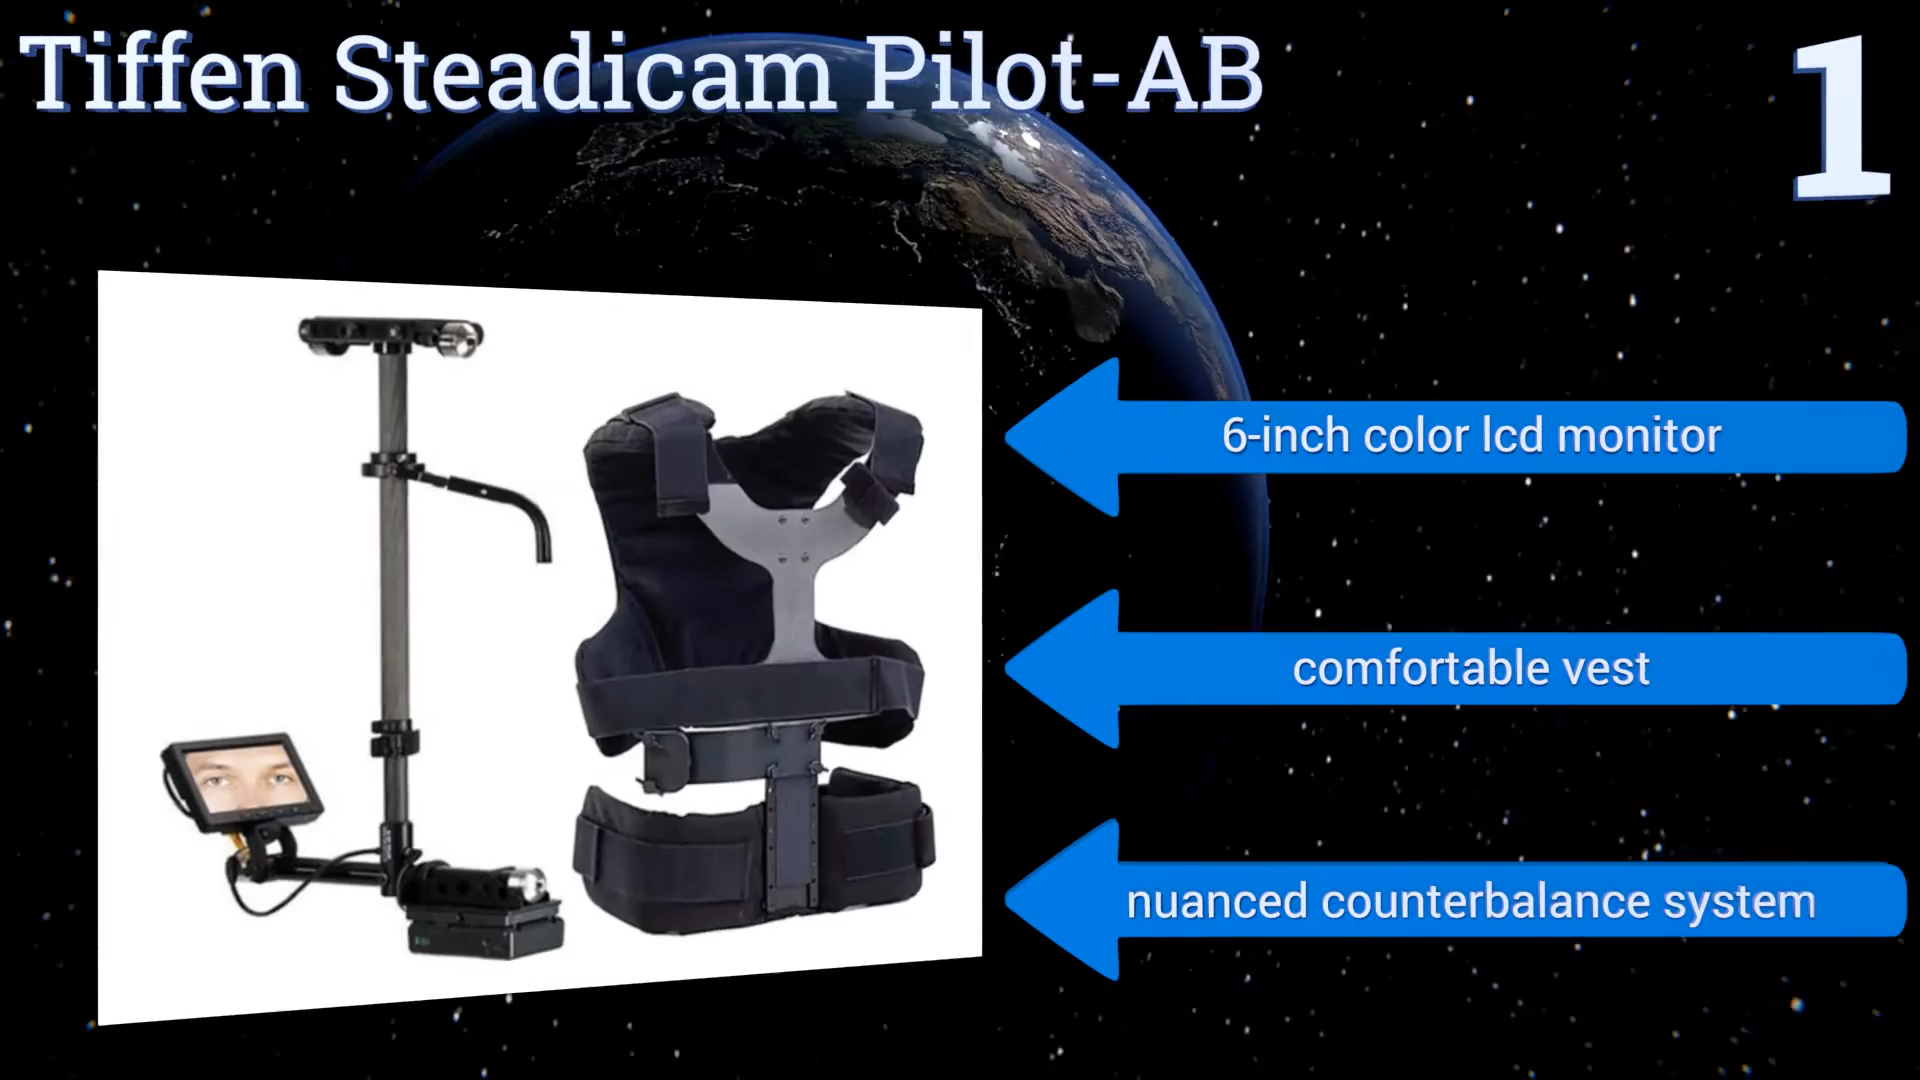 Tiffen Steadicam Pilot-AB
1
6-inch color lcd monitor
comfortable vest
nuanced counterbalance system